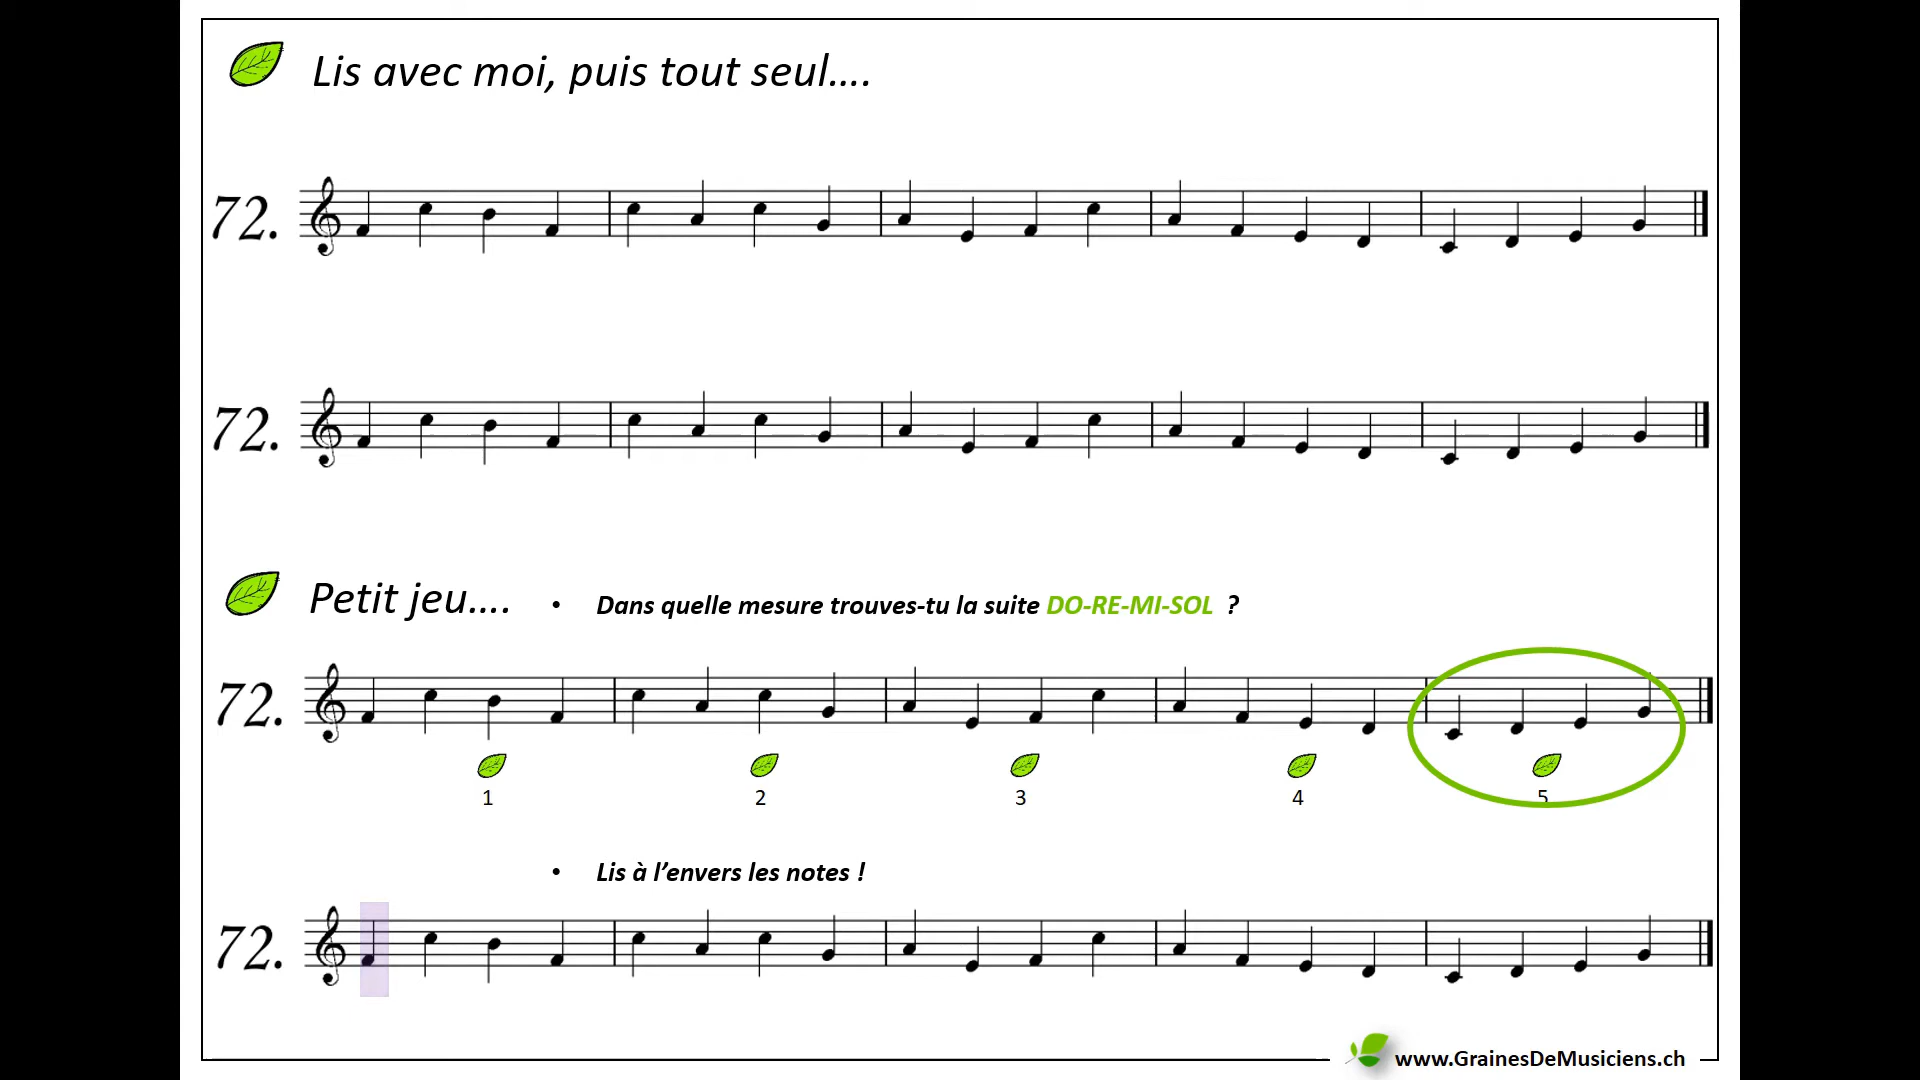 Lis avec moi, puis tout seul....
72.
72.
Petit jeu.... • Dans quelle mesure trouves-tu la suite DO-RE-MI-SOL ?
72.
1 2 3 4 5
• Lis à l’envers les notes !
72.
www.GrainesDeMusiciens.ch